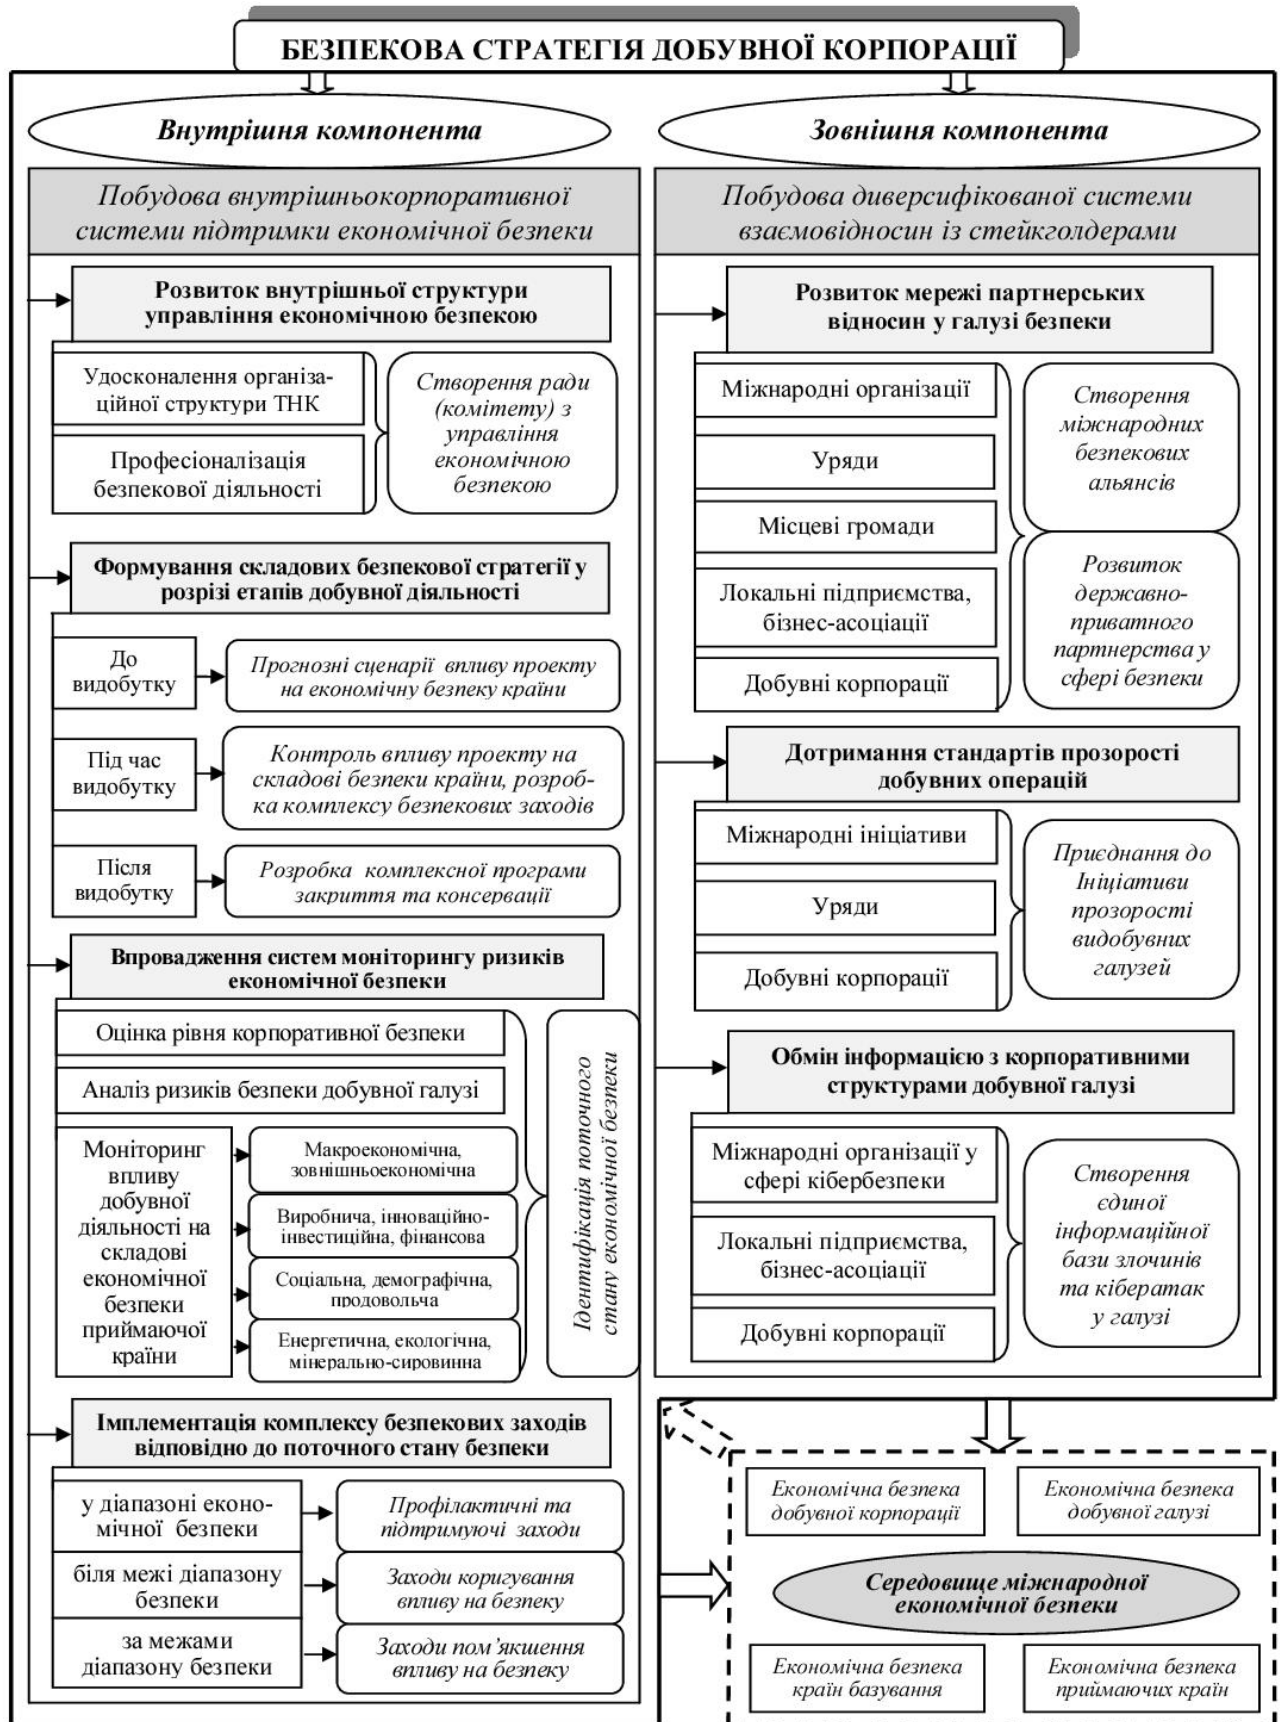 БЕЗПЕКОВА СТРАТЕГІЯ ДОБУВНОЇ КОРПОРАЦІЇ
Внутрішня компонента
Побудова внутрішньокорпоративної
системи підтримки економічної безпеки
Розвиток внутрішньої структури
управління економічною безпекою
Удосконалення організа-
ційної структури ТНК
Професіоналізація
безпекової діяльності
Створення ради
(комітету) з
управління
економічною
безпекою
Формування складових безпекової стратегії у
розрізі етапів добувної діяльності
До
видобутку
Прогнозні сценарії впливу проекту
на економічну безпеку країни
Під час
видобутку
Контроль впливу проекту на
складові безпеки країни, розроб-
ка комплексу безпекових заходів
Після
видобутку
Розробка комплексної програми
закриття та консервації
Впровадження систем моніторингу ризиків
економічної безпеки
Оцінка рівня корпоративної безпеки
Аналіз ризиків безпеки добувної галузі
Моніторинг
впливу
добувної
діяльності на
складові
економічної
безпеки
приймаючої
країни
Макроекономічна,
зовнішньоекономічна
Виробнича, інноваційно-
інвестиційна, фінансова
Соціальна, демографічна,
продовольча
Енергетична, екологічна,
мінерально-сировинна
Ідентифікація поточного
стану економічної безпеки
Імплементація комплексу безпекових заходів
відповідно до поточного стану безпеки
у діапазоні еконо-
мічної безпеки
Профілактичні та
підтримуючі заходи
біля межі діапазону
безпеки
Заходи коригування
впливу на безпеку
за межами
діапазону безпеки
Заходи пом’якшення
впливу на безпеку
Зовнішня компонента
Побудова диверсифікованої системи
взаємовідносин із стейкголдерами
Розвиток мережі партнерських
відносин у галузі безпеки
Міжнародні організації
Уряди
Місцеві громади
Локальні підприємства,
бізнес-асоціації
Добувні корпорації
Створення
міжнародних
безпекових
альянсів
Розвиток
державно-
приватного
партнерства у
сфері безпеки
Дотримання стандартів прозорості
добувних операцій
Міжнародні ініціативи
Уряди
Добувні корпорації
Приєднання до
Ініціативи
прозорості
видобувних
галузей
Обмін інформацією з корпоративними
структурами добувної галузі
Міжнародні організації у
сфері кібербезпеки
Локальні підприємства,
бізнес-асоціації
Добувні корпорації
Створення
єдиної
інформаційної
бази злочинів
та кібератак
у галузі
Економічна безпека
добувної корпорації
Економічна безпека
добувної галузі
Середовище міжнародної
економічної безпеки
Економічна безпека
країн базування
Економічна безпека
приймаючих країн